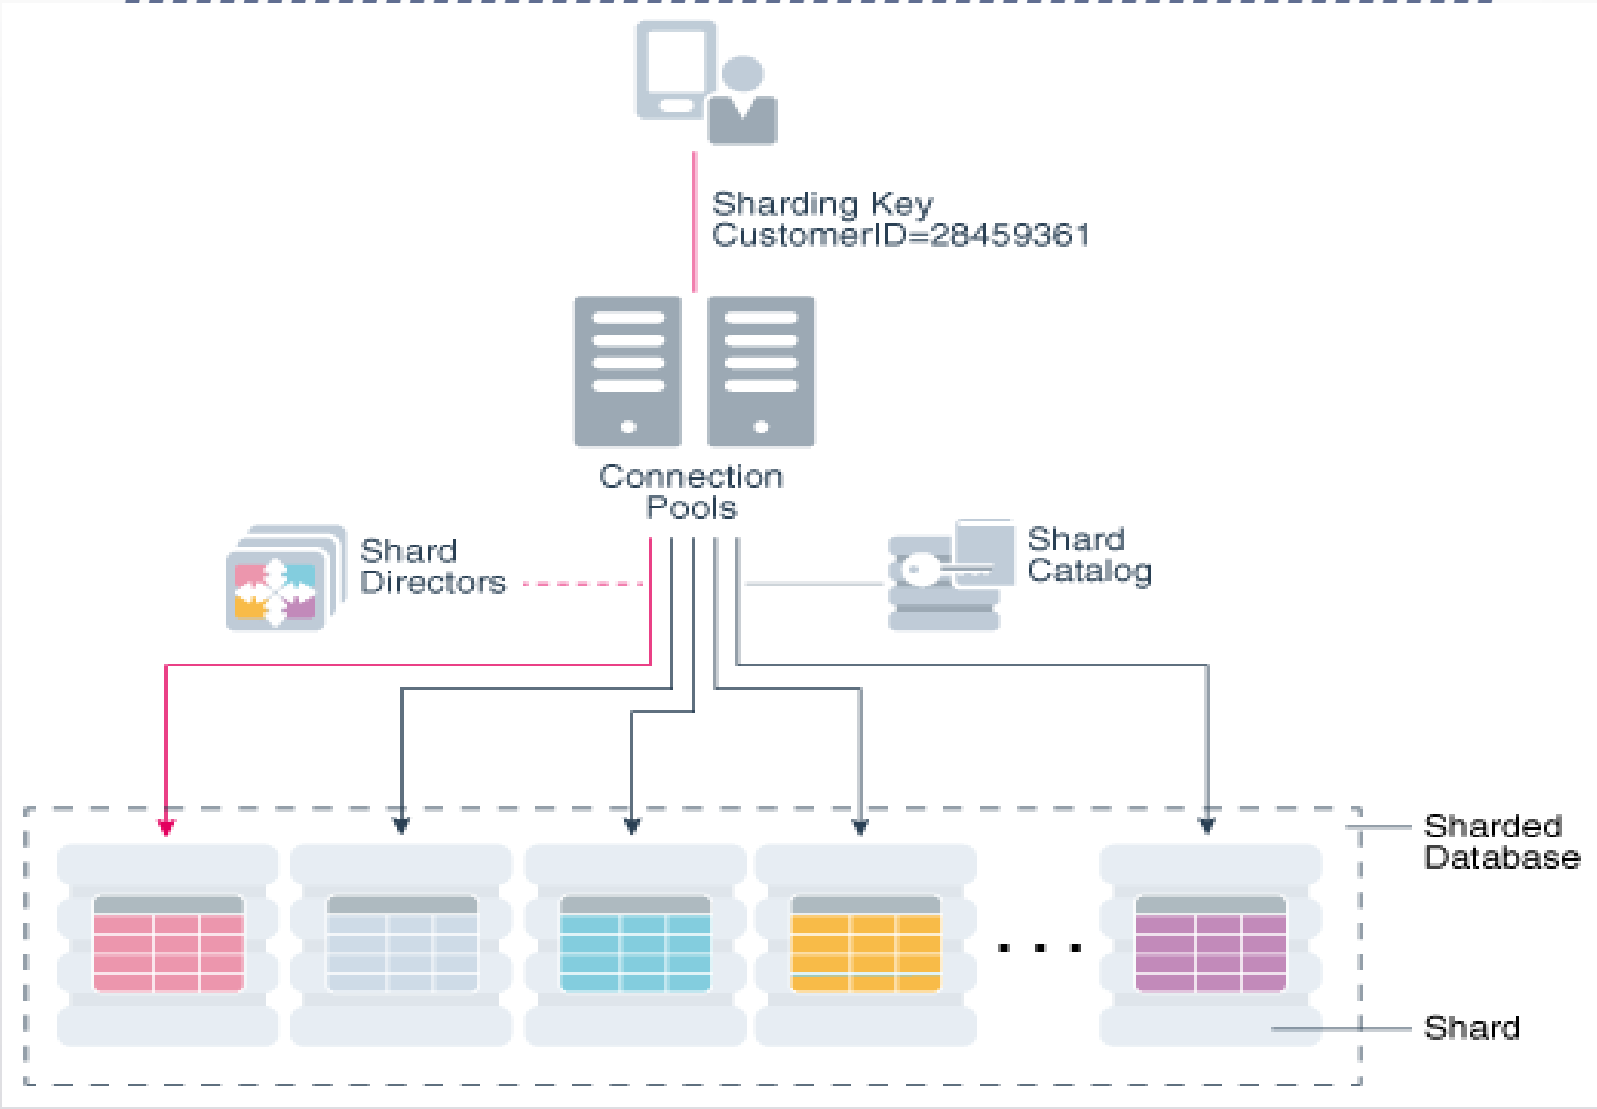 Sharding Key
CustomerID=28459361
Connection
Pools
Shard
Directors
Shard
Catalog
Sharded
Database
Shard